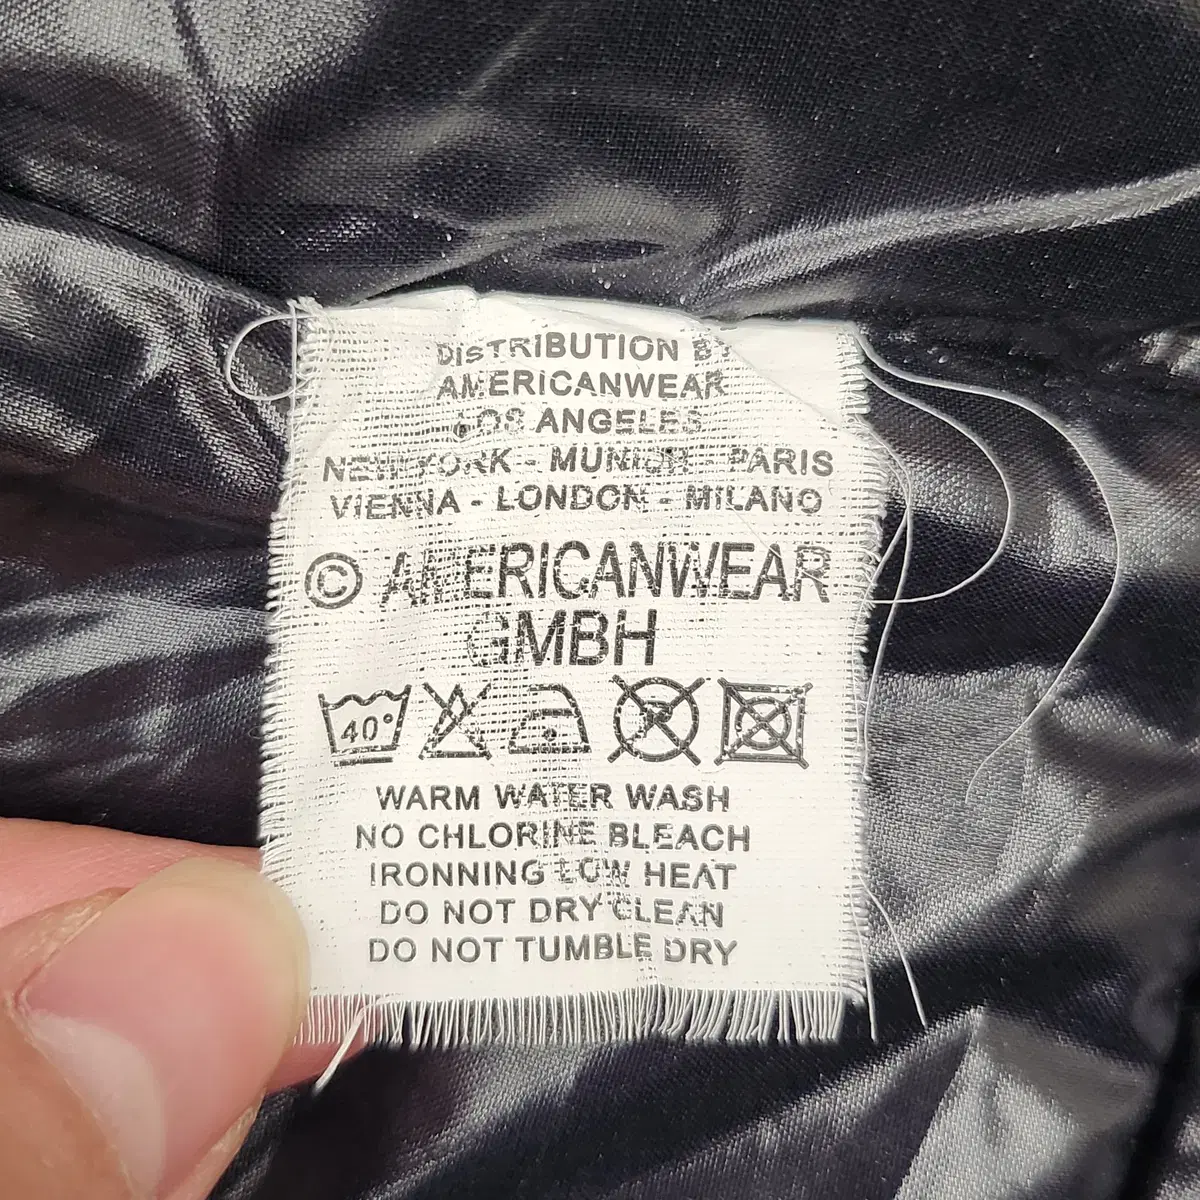 DISTRIBUTION BY
AMERICANWEAR
LOS ANGELES
NEW YORK - MUNICH - PARIS
VIENNA - LONDON - MILANO
© AMERICANWEAR
GMBH
40° P
WARM WATER WASH
NO CHLORINE BLEACH
IRONNING LOW HEAT
DO NOT DRY CLEAN
DO NOT TUMBLE DRY